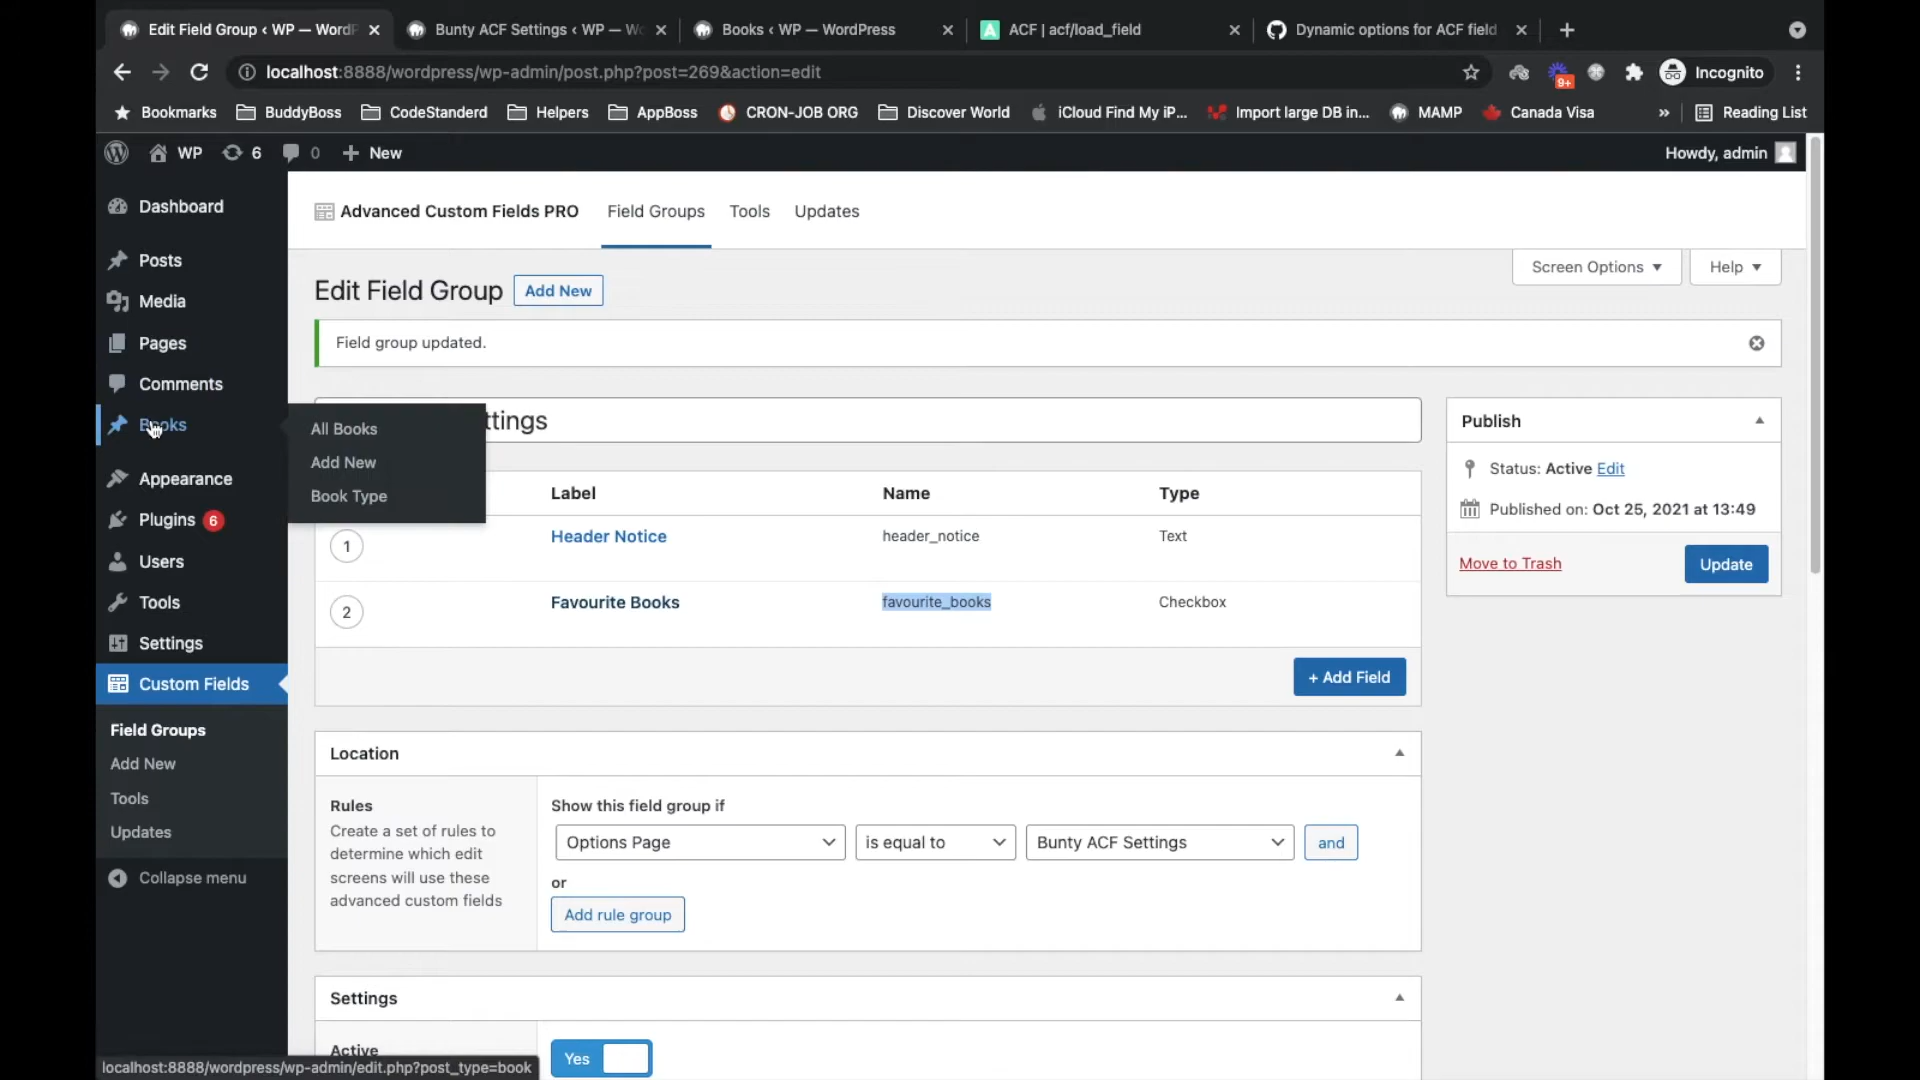 Edit Field Group ‹ WP — WordP
Bunty ACF Settings ‹ WP — Wo
Books ‹ WP — WordPress
ACF | acf/load_field
Dynamic options for ACF field
localhost:8888/wordpress/wp-admin/post.php?post=269&action=edit
9+
Incognito
Bookmarks
BuddyBoss
CodeStanderd
Helpers
AppBoss
CRON-JOB ORG
Discover World
iCloud Find My iP...
Import large DB in...
MAMP
Canada Visa
»
Reading List
WP
6
0
New
Howdy, admin
Dashboard
Posts
Media
Pages
Comments
Books
All Books
Add New
Book Type
Appearance
Plugins 6
Users
Tools
Settings
Custom Fields
Field Groups
Add New
Tools
Updates
Collapse menu
Advanced Custom Fields PRO
Field Groups
Tools
Updates
Screen Options
Help
Edit Field Group
Add New
Field group updated.
ttings
Label
Name
Type
1
Header Notice
header_notice
Text
2
Favourite Books
favourite_books
Checkbox
+ Add Field
Publish
Status: Active Edit
Published on: Oct 25, 2021 at 13:49
Move to Trash
Update
Location
Rules
Create a set of rules to
determine which edit
screens will use these
advanced custom fields
Show this field group if
Options Page
is equal to
Bunty ACF Settings
and
or
Add rule group
Settings
Active
Yes
localhost:8888/wordpress/wp-admin/edit.php?post_type=book